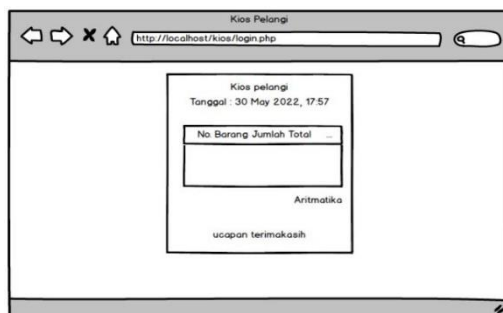 Kios Pelangi
http://localhost/kios/login.php
Kios pelangi
Tanggal : 30 May 2022, 17:57
No. Barang Jumlah Total ...
Aritmatika
ucapan terimakasih